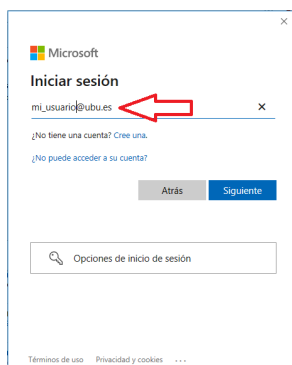 Microsoft
Iniciar sesión
mi_usuario@ubu.es
¿No tiene una cuenta? Cree una.
¿No puede acceder a su cuenta?
Atrás Siguiente
Opciones de inicio de sesión
Términos de uso Privacidad y cookies ...